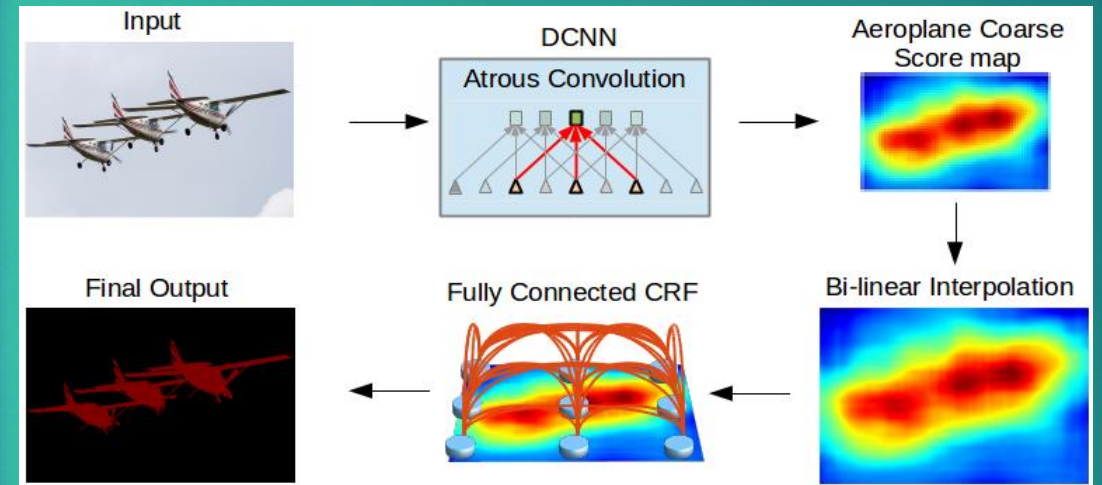 Input
DCNN
Atrous Convolution
Aeroplane Coarse
Score map
Final Output
Fully Connected CRF
Bi-linear Interpolation